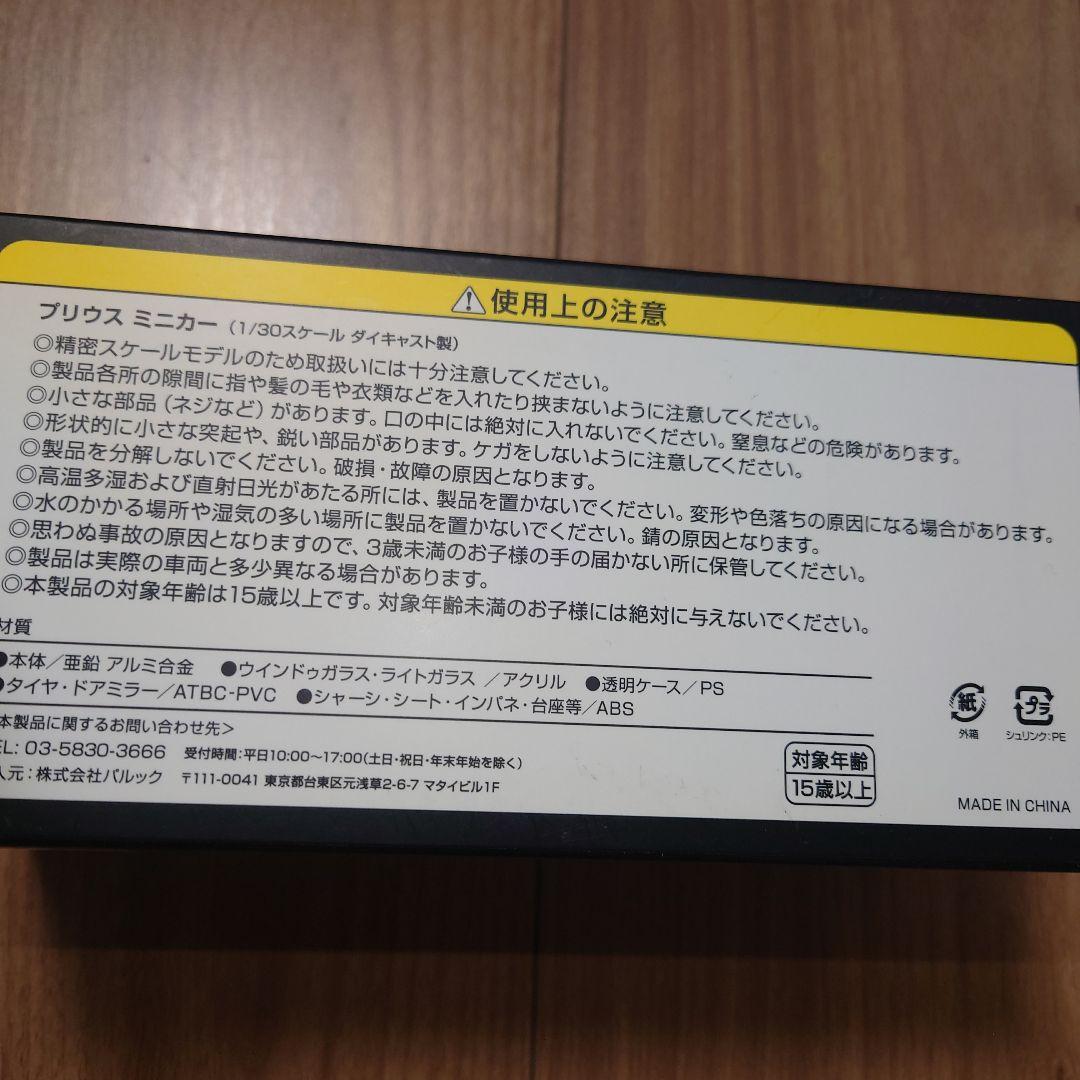 ⚠使用上の注意
プリウス ミニカー（1/30スケール ダイキャスト製）
◎精密スケールモデルのため取扱いには十分注意してください。
◎製品各所の隙間に指や髪の毛や衣類などを入れたり挟まないように注意してください。
◎小さな部品（ネジなど）があります。口の中には絶対に入れないでください。窒息などの危険があります。
◎形状的に小さな突起や、鋭い部品があります。ケガをしないように注意してください。
◎製品を分解しないでください。破損・故障の原因となります。
◎高温多湿および直射日光があたる所には、製品を置かないでください。変形や色落ちの原因になる場合があります。
◎水のかかる場所や湿気の多い場所に製品を置かないでください。錆の原因となります。
◎思わぬ事故の原因となりますので、3歳未満のお子様の手の届かない所に保管してください。
◎製品は実際の車両と多少異なる場合があります。
◎本製品の対象年齢は15歳以上です。対象年齢未満のお子様には絶対に与えないでください。
材質
●本体／亜鉛 アルミ合金 ●ウインドゥガラス・ライトガラス ／アクリル ●透明ケース／PS
●タイヤ・ドアミラー／ATBC-PVC ●シャーシ・シート・インパネ・台座等／ABS
本製品に関するお問い合わせ先＞
EL: 03-5830-3666 受付時間：平日10:00〜17:00（土日・祝日・年末年始を除く）
入元：株式会社バルック 〒111-0041 東京都台東区元浅草2-6-7 マタイビル1F
対象年齢
15歳以上
紙
外箱
プラ
シュリンク：PE
MADE IN CHINA